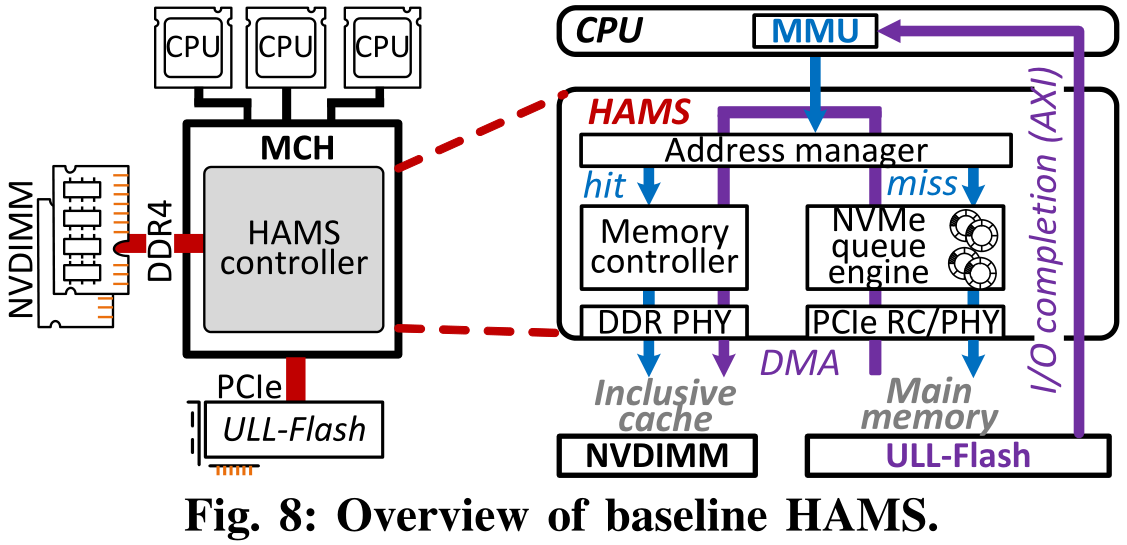 CPU CPU CPU
MCH
HAMS
controller
NVDIMM
DDR4
PCIe
ULL-Flash
CPU
MMU
HAMS
Address manager
hit
miss
Memory
controller
NVMe
queue
engine
DDR PHY
PCIe RC/PHY
DMA
I/O completion (AXI)
Inclusive
cache
Main
memory
NVDIMM
ULL-Flash
Fig. 8: Overview of baseline HAMS.